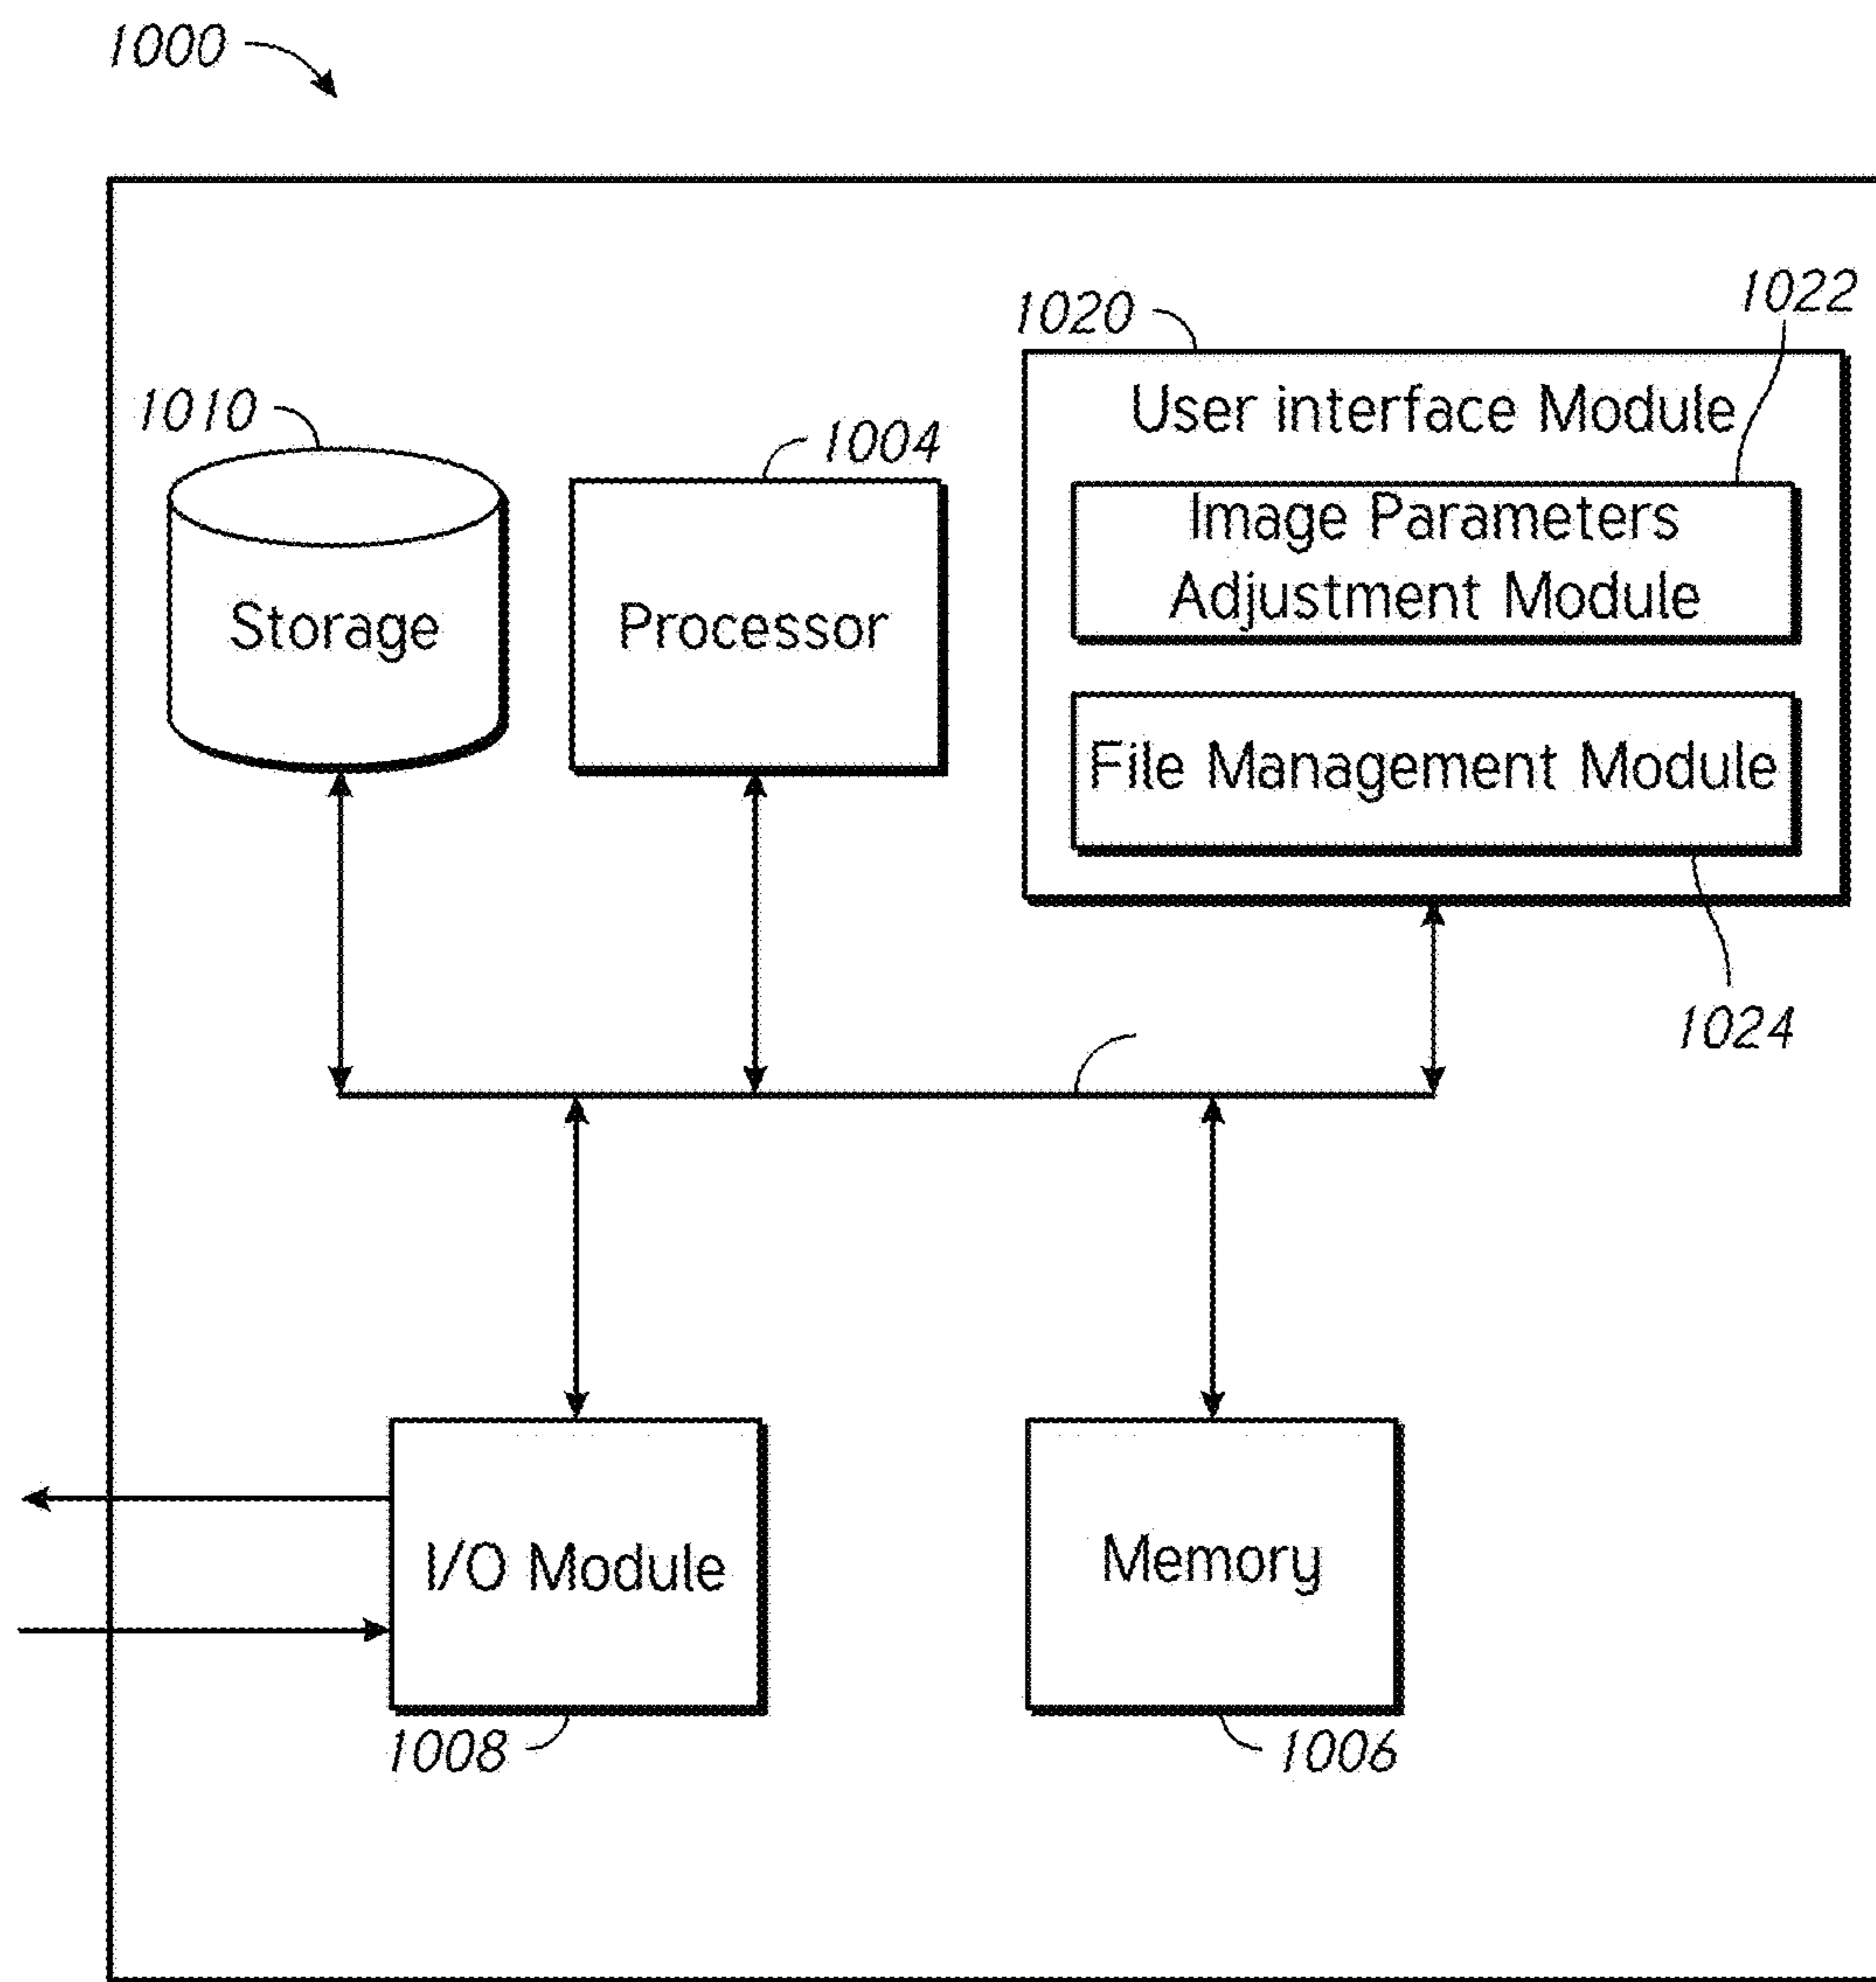 1000
1022
1020
User interface Module
1010
1004
Image Parameters
Adjustment Module
Storage
Processor
File Management Module
1024
I/O Module
Memory
1008
1006